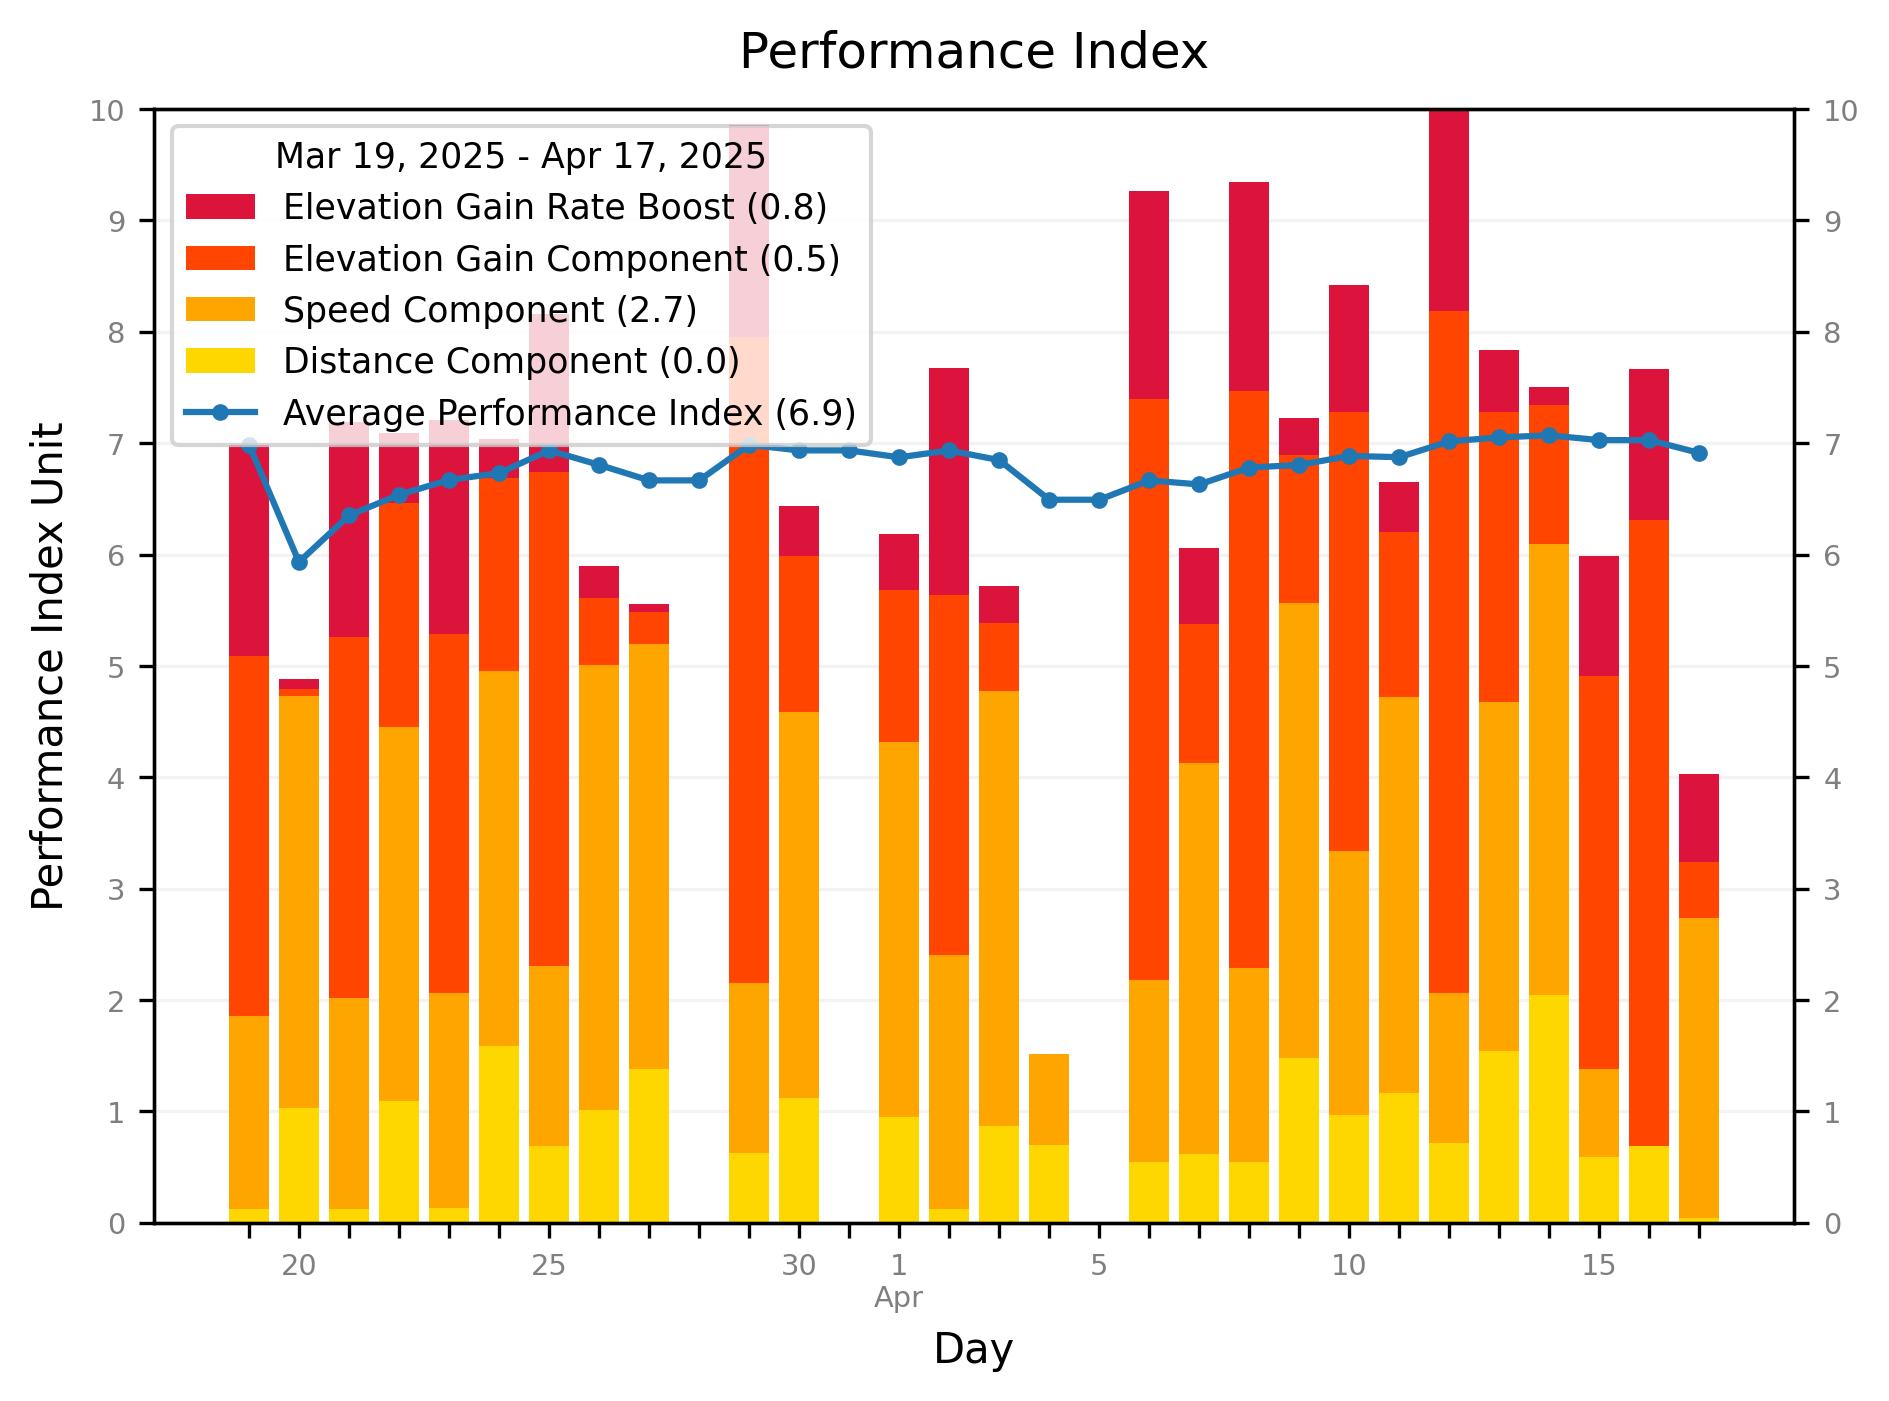 Performance Index
Mar 19, 2025 - Apr 17, 2025
Elevation Gain Rate Boost (0.8)
Elevation Gain Component (0.5)
Speed Component (2.7)
Distance Component (0.0)
Average Performance Index (6.9)
Performance Index Unit
10 10
9 9
8 8
7 7
6 6
5 5
4 4
3 3
2 2
1 1
0 0
20 25 30 1 5 10 15
Apr
Day